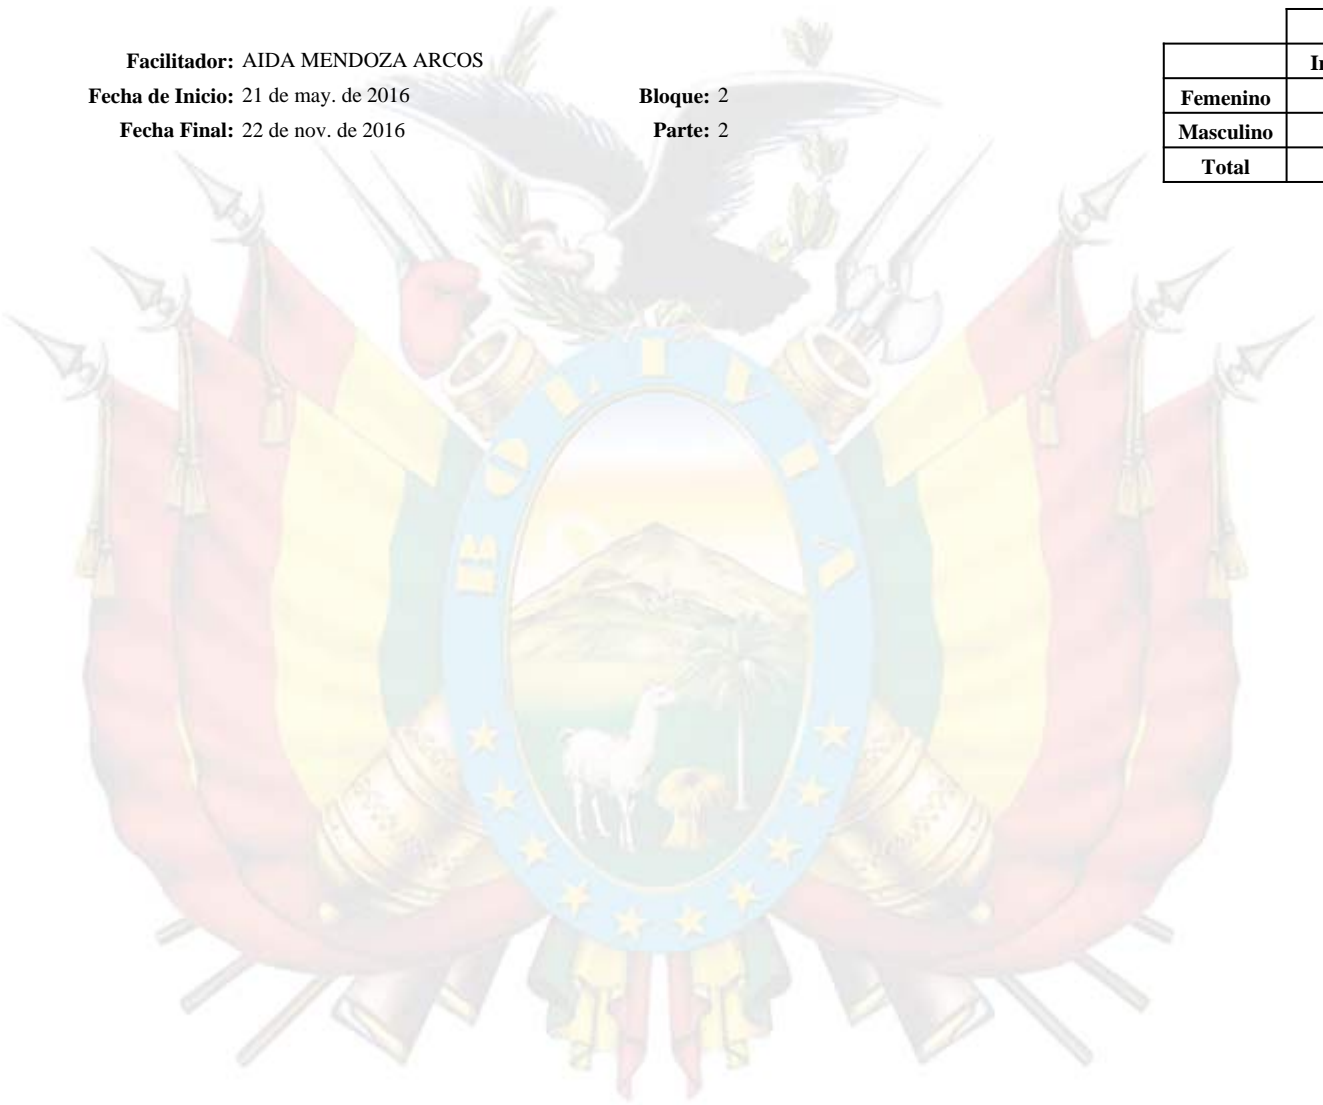 Facilitador: AIDA MENDOZA ARCOS
Fecha de Inicio: 21 de may. de 2016 Bloque: 2
Fecha Final: 22 de nov. de 2016 Parte: 2
Femenino
Masculino
Total
BOLIVIA